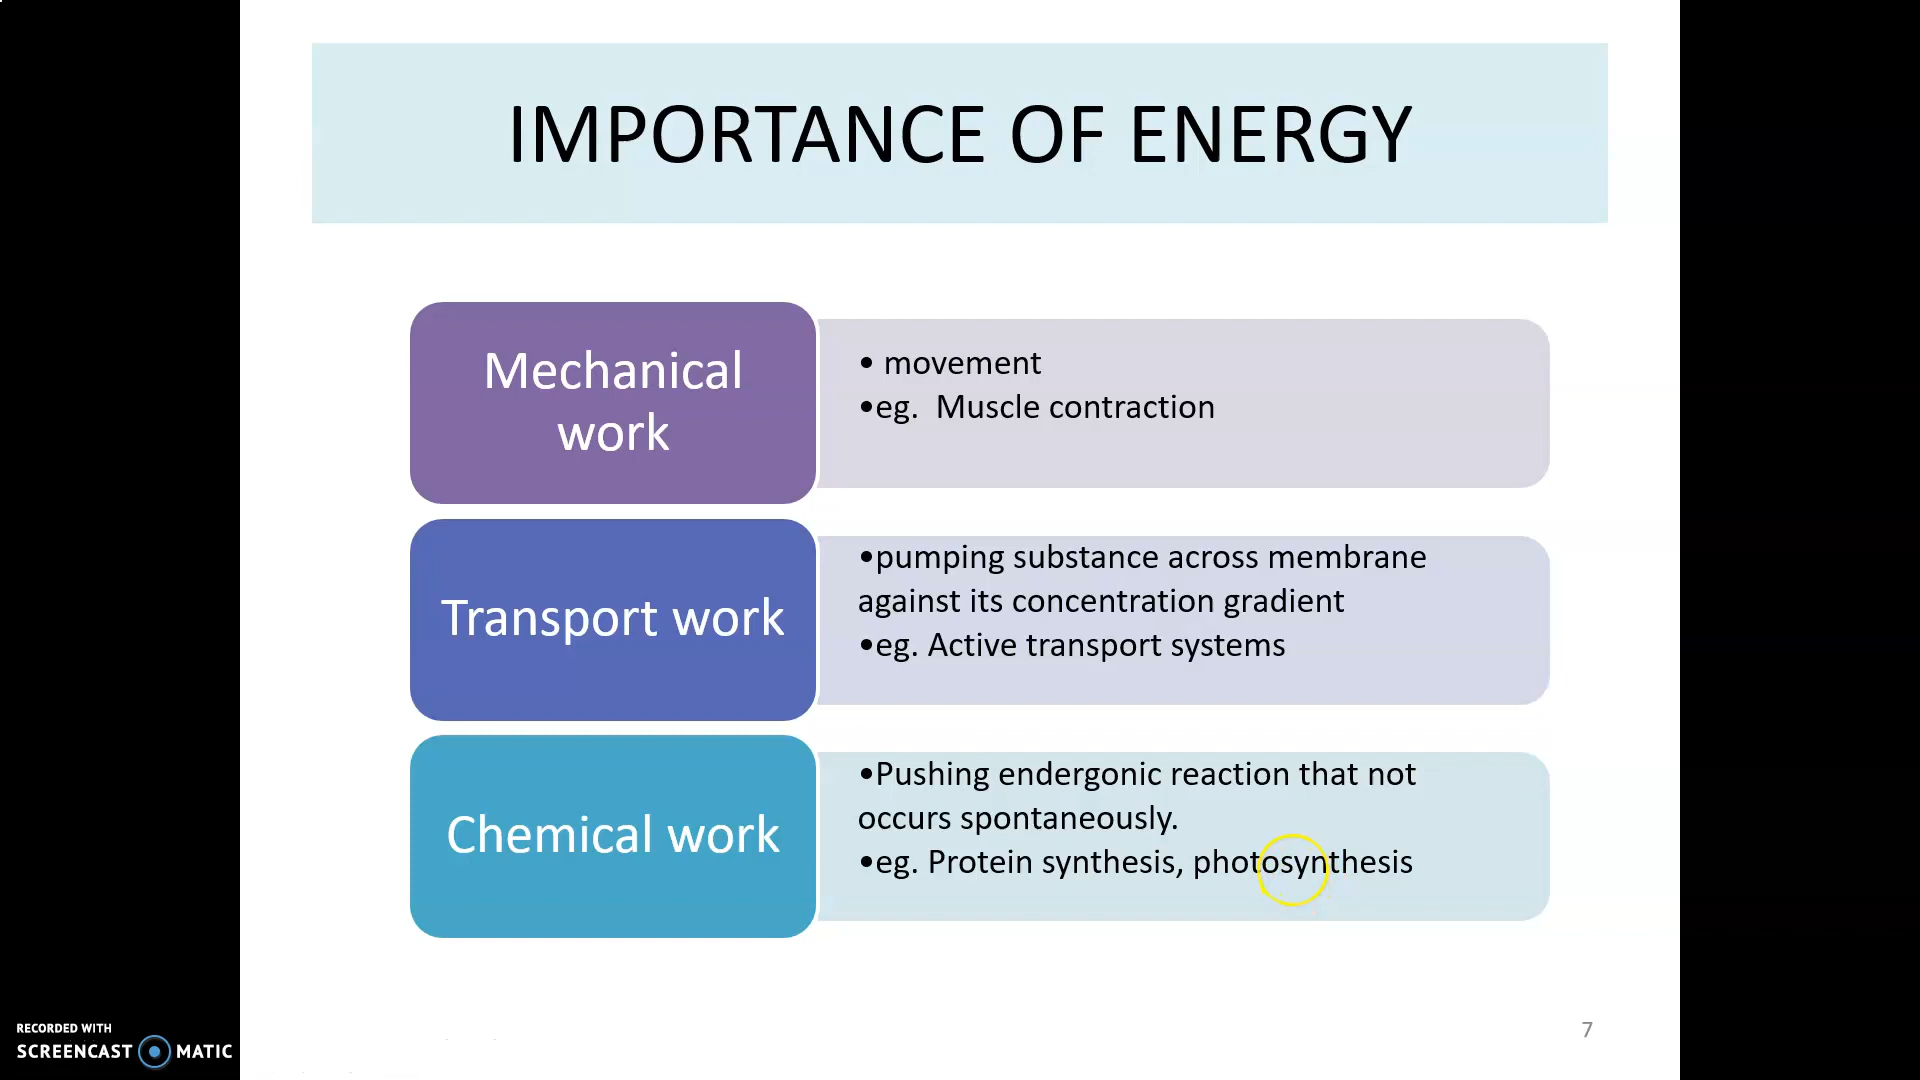 IMPORTANCE OF ENERGY
Mechanical
work
• movement
•eg.  Muscle contraction
Transport work
•pumping substance across membrane
against its concentration gradient
•eg. Active transport systems
Chemical work
•Pushing endergonic reaction that not
occurs spontaneously.
•eg. Protein synthesis, photosynthesis
7
RECORDED WITH
SCREENCAST MATIC